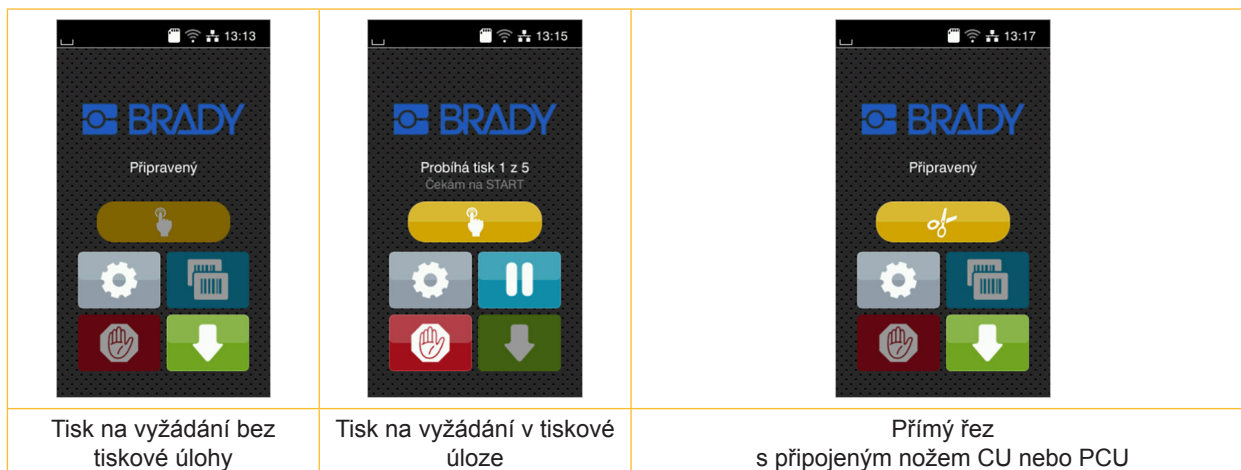 13:13
BRADY
Připravený
Tisk na vyžádání bez
tiskové úlohy
13:15
BRADY
Probíhá tisk 1 z 5
Čekám na START
Tisk na vyžádání v tiskové
úloze
13:17
BRADY
Připravený
Přímý řez
s připojeným nožem CU nebo PCU